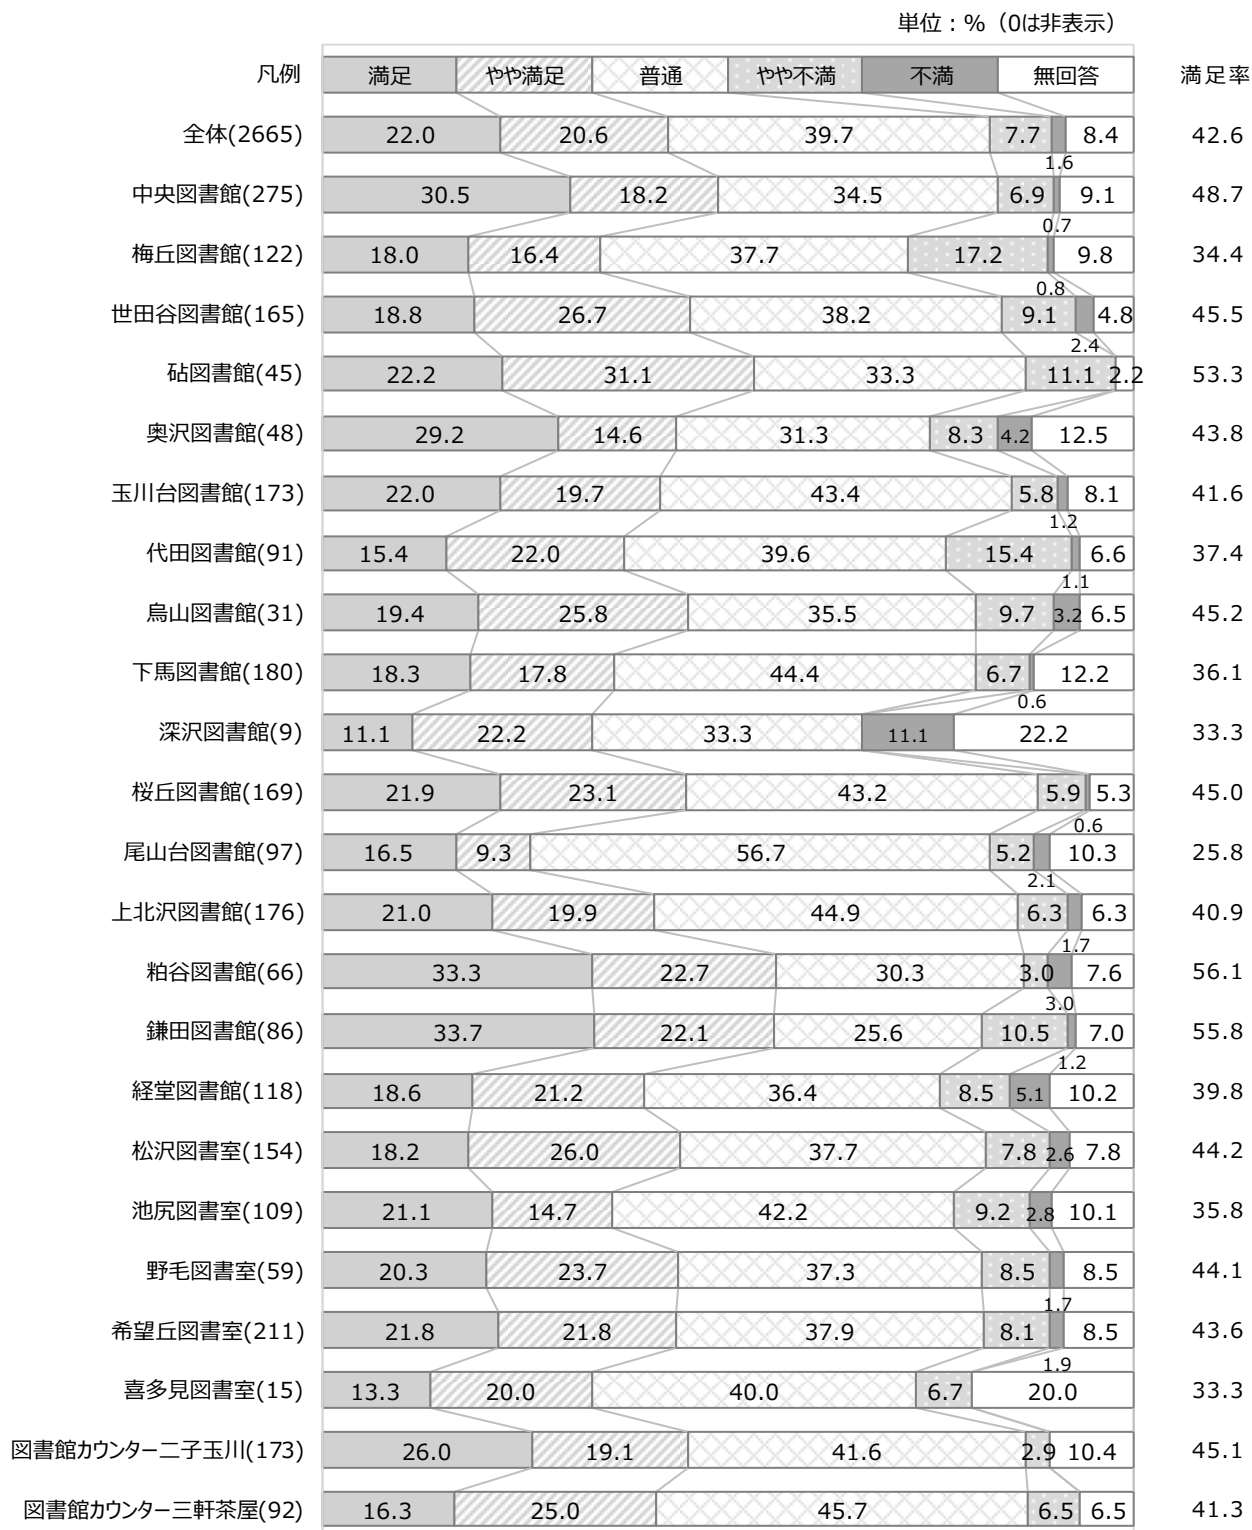 単位:%（0は非表示）
凡例 満足 やや満足 普通 やや不満 不満 無回答 満足率
全体(2665) 22.0 20.6 39.7 7.7 1.6 8.4 42.6
中央図書館(275) 30.5 18.2 34.5 6.9 0.7 9.1 48.7
梅丘図書館(122) 18.0 16.4 37.7 17.2 0.8 9.8 34.4
世田谷図書館(165) 18.8 26.7 38.2 9.1 2.4 4.8 45.5
砧図書館(45) 22.2 31.1 33.3 11.1 2.2 53.3
奥沢図書館(48) 29.2 14.6 31.3 8.3 4.2 12.5 43.8
玉川台図書館(173) 22.0 19.7 43.4 5.8 1.2 8.1 41.6
代田図書館(91) 15.4 22.0 39.6 15.4 1.1 6.6 37.4
烏山図書館(31) 19.4 25.8 35.5 9.7 3.2 6.5 45.2
下馬図書館(180) 18.3 17.8 44.4 6.7 0.6 12.2 36.1
深沢図書館(9) 11.1 22.2 33.3 11.1 22.2 33.3
桜丘図書館(169) 21.9 23.1 43.2 5.9 0.6 5.3 45.0
尾山台図書館(97) 16.5 9.3 56.7 5.2 2.1 10.3 25.8
上北沢図書館(176) 21.0 19.9 44.9 6.3 1.7 6.3 40.9
粕谷図書館(66) 33.3 22.7 30.3 3.0 3.0 7.6 56.1
鎌田図書館(86) 33.7 22.1 25.6 10.5 1.2 7.0 55.8
経堂図書館(118) 18.6 21.2 36.4 8.5 5.1 10.2 39.8
松沢図書室(154) 18.2 26.0 37.7 7.8 2.6 7.8 44.2
池尻図書室(109) 21.1 14.7 42.2 9.2 2.8 10.1 35.8
野毛図書室(59) 20.3 23.7 37.3 8.5 1.7 8.5 44.1
希望丘図書室(211) 21.8 21.8 37.9 8.1 1.9 8.5 43.6
喜多見図書室(15) 13.3 20.0 40.0 6.7 20.0 33.3
図書館カウンター二子玉川(173) 26.0 19.1 41.6 2.9 10.4 45.1
図書館カウンター三軒茶屋(92) 16.3 25.0 45.7 6.5 6.5 41.3